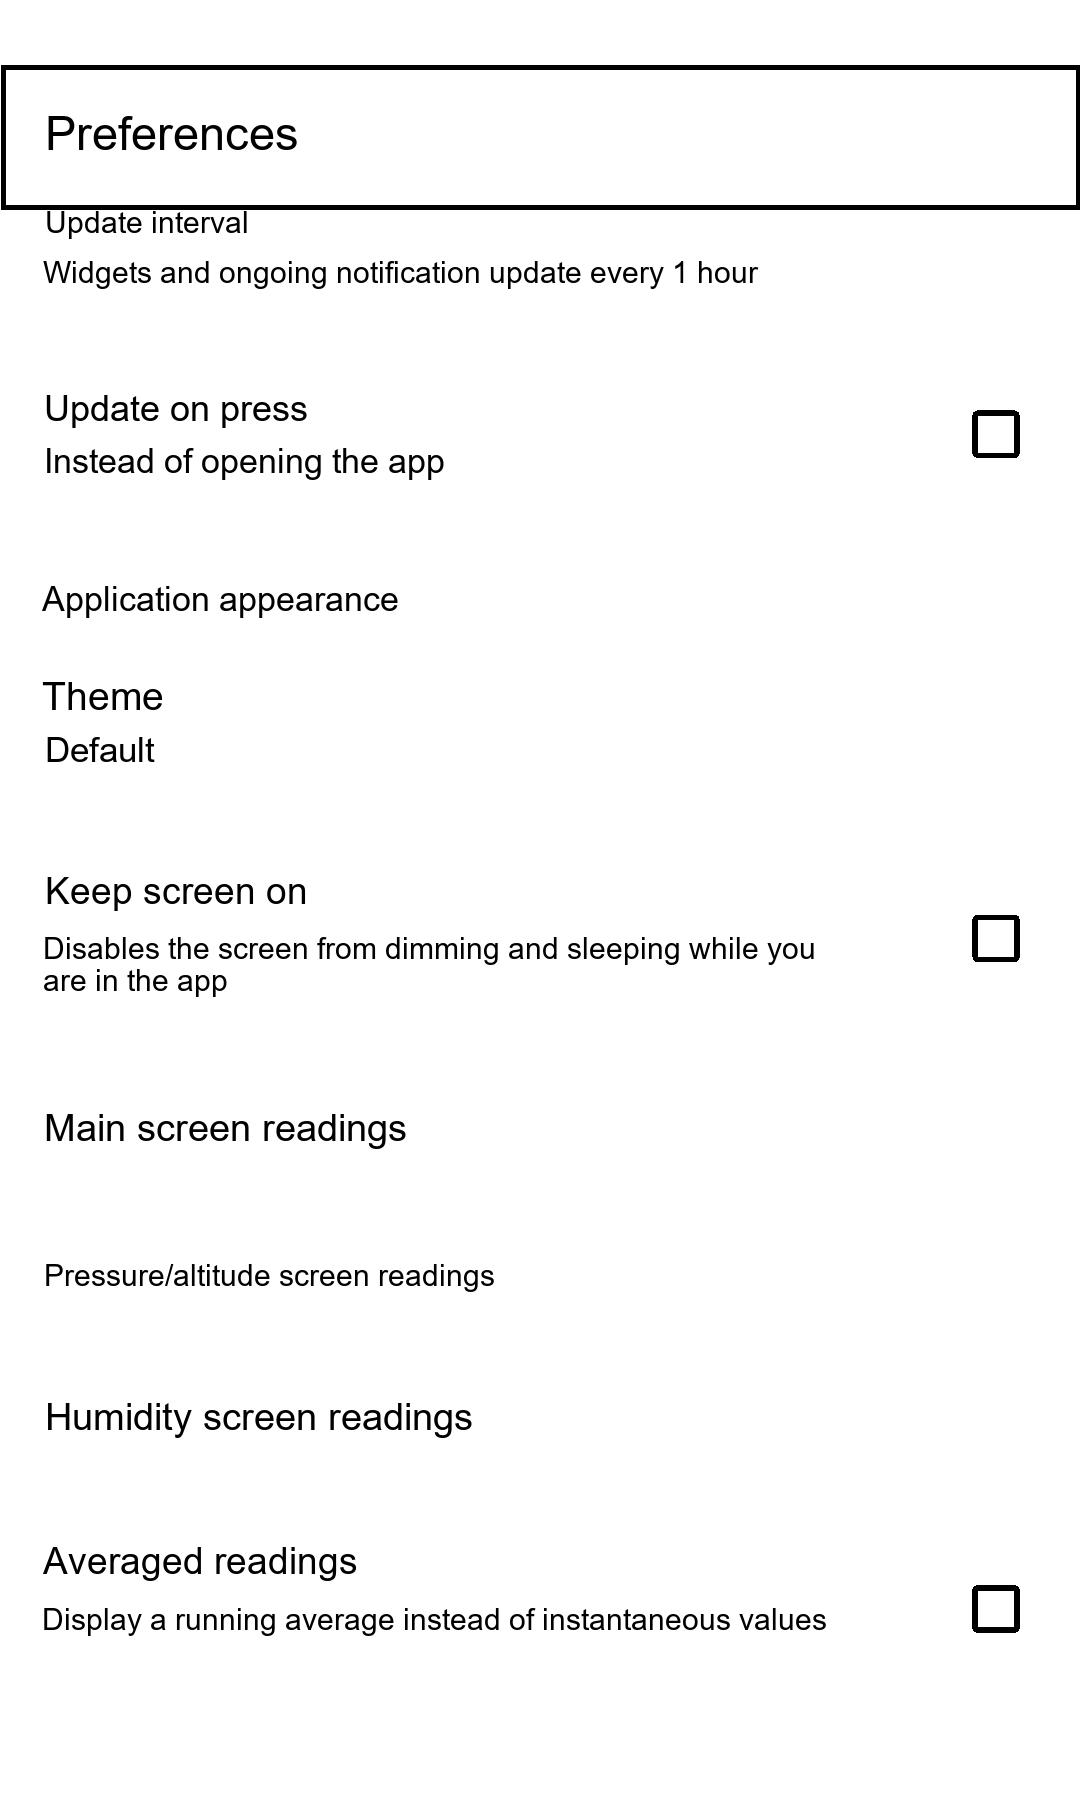 Preferences
Update interval
Widgets and ongoing notification update every 1 hour
Update on press
Instead of opening the app
Application appearance
Theme
Default
Keep screen on
Disables the screen from dimming and sleeping while you
are in the app
Main screen readings
Pressure/altitude screen readings
Humidity screen readings
Averaged readings
Display a running average instead of instantaneous values